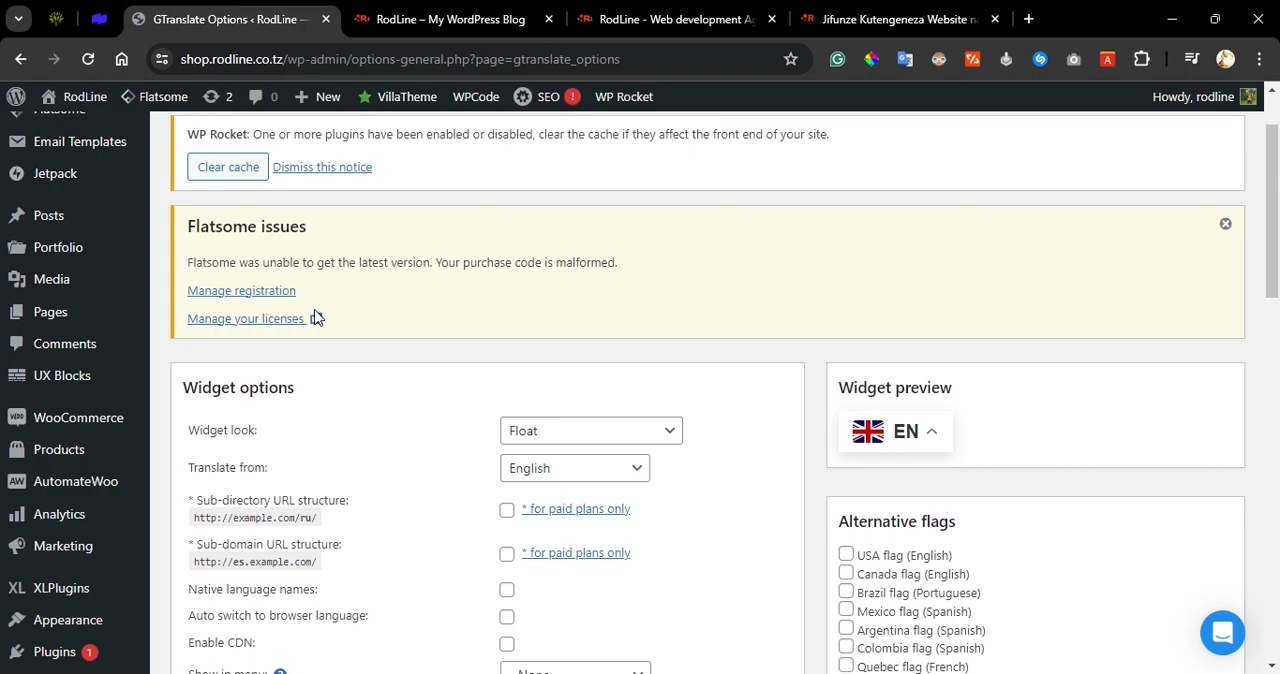 GTranslate Options ‹ RodLine —
RodLine – My WordPress Blog
RodLine - Web development Ag
Jifunze Kutengeneza Website na
shop.rodline.co.tz/wp-admin/options-general.php?page=gtranslate_options
RodLine
Flatsome
2
0
New
VillaTheme
WPCode
SEO
!
WP Rocket
Howdy, rodline
Flatsome
Email Templates
Jetpack
Posts
Portfolio
Media
Pages
Comments
UX Blocks
WooCommerce
Products
AutomateWoo
Analytics
Marketing
XL XLPlugins
Appearance
Plugins 1
WP Rocket: One or more plugins have been enabled or disabled, clear the cache if they affect the front end of your site.
Clear cache Dismiss this notice
Flatsome issues
Flatsome was unable to get the latest version. Your purchase code is malformed.
Manage registration
Manage your licenses
Widget options
Widget look:
Float
Translate from:
English
* Sub-directory URL structure:
http://example.com/ru/
* for paid plans only
* Sub-domain URL structure:
http://es.example.com/
* for paid plans only
Native language names:
Auto switch to browser language:
Enable CDN:
Show in menu:
None
Widget preview
EN
Alternative flags
USA flag (English)
Canada flag (English)
Brazil flag (Portuguese)
Mexico flag (Spanish)
Argentina flag (Spanish)
Colombia flag (Spanish)
Quebec flag (French)